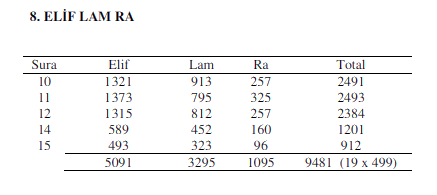 8. ELİF LAM RA
Sura Elif Lam Ra Total
10 1321 913 257 2491
11 1373 795 325 2493
12 1315 812 257 2384
14 589 452 160 1201
15 493 323 96 912
5091 3295 1095 9481 (19 x 499)